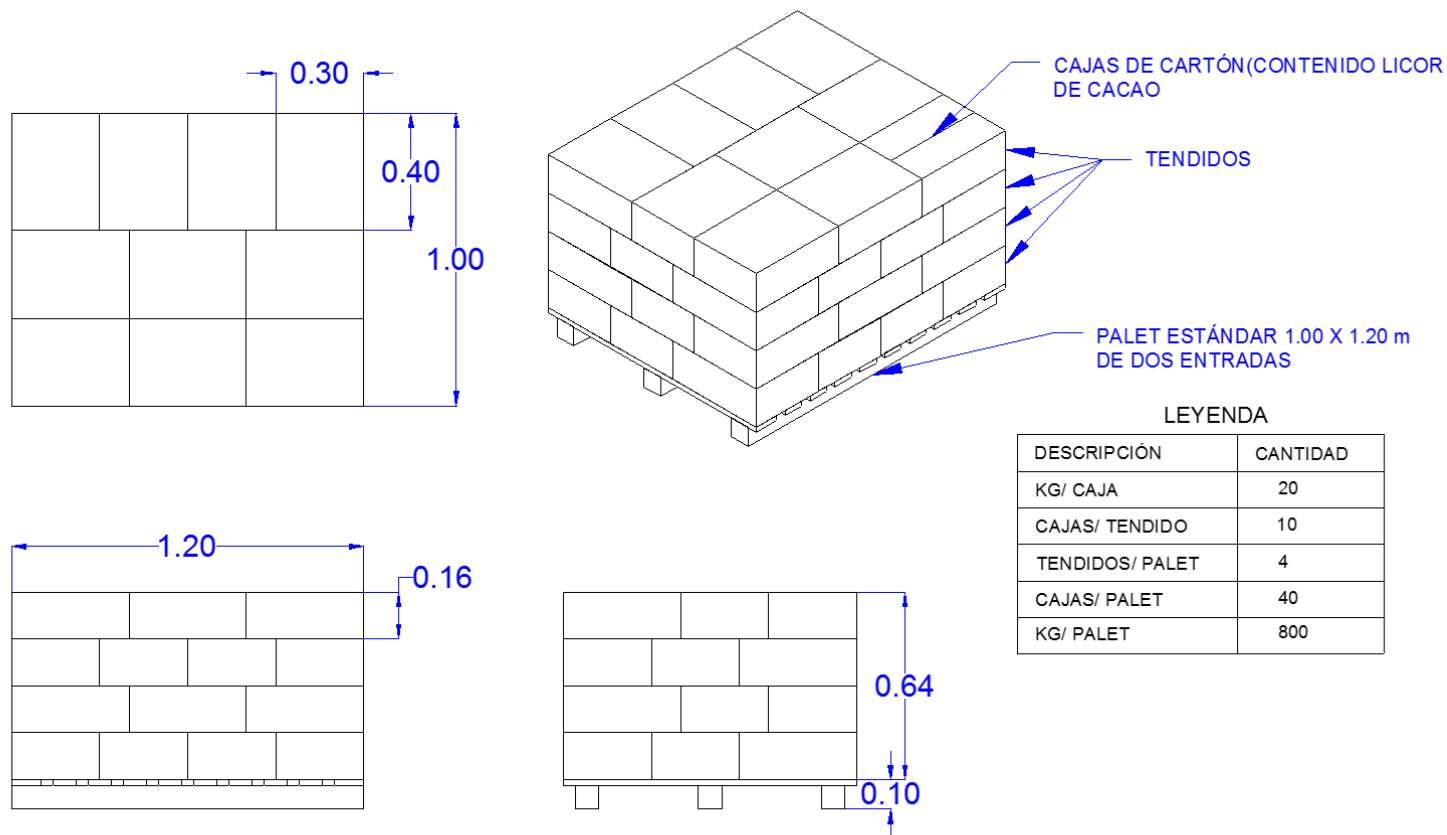 0.30
0.40
1.00
CAJAS DE CARTÓN(CONTENIDO LICOR
DE CACAO
TENDIDOS
PALET ESTÁNDAR 1.00 X 1.20 m
DE DOS ENTRADAS
LEYENDA
DESCRIPCIÓN CANTIDAD
KG/ CAJA 20
CAJAS/ TENDIDO 10
TENDIDOS/ PALET 4
CAJAS/ PALET 40
KG/ PALET 800
1.20
0.16
0.64
0.10